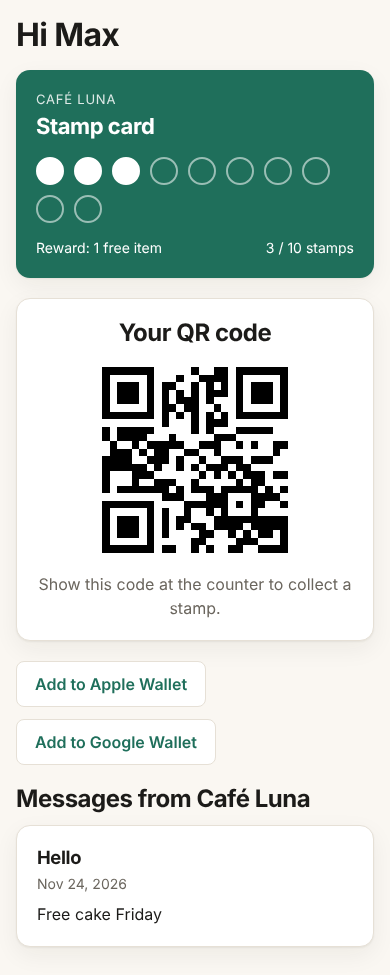 Hi Max
CAFÉ LUNA
Stamp card
Reward: 1 free item
3 / 10 stamps
Your QR code
Show this code at the counter to collect a
stamp.
Add to Apple Wallet
Add to Google Wallet
Messages from Café Luna
Hello
Nov 24, 2026
Free cake Friday